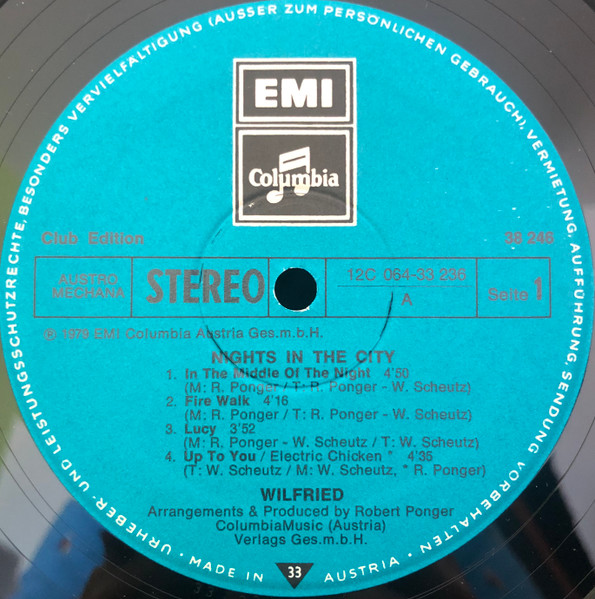 URHEBER- UND LEISTUNGSSCHUTZRECHTE, BESONDERS VERVIELFÄLTIGUNG (AUSSER ZUM PERSÖNLICHEN GEBRAUCH), VERMIETUNG, AUFFÜHRUNG, SENDUNG VORBEHALTEN •
EMI
Columbia
Club Edition
38 246
AUSTRO
MECHANA
STEREO
12C 064-33 236
A
Seite 1
℗ 1979 EMI Columbia Austria Ges.m.b.H.
NIGHTS IN THE CITY
1. In The Middle Of The Night 4'50
(M: R. Ponger / T: R. Ponger - W. Scheutz)
2. Fire Walk 4'16
(M: R. Ponger / T: R. Ponger - W. Scheutz)
3. Lucy 3'52
(M: R. Ponger - W. Scheutz / T: W. Scheutz)
4. Up To You / Electric Chicken * 4'35
(T: W. Scheutz / M: W. Scheutz, * R. Ponger)
WILFRIED
Arrangements & Produced by Robert Ponger
ColumbiaMusic (Austria)
Verlags Ges.m.b.H.
• MADE IN 33 AUSTRIA •